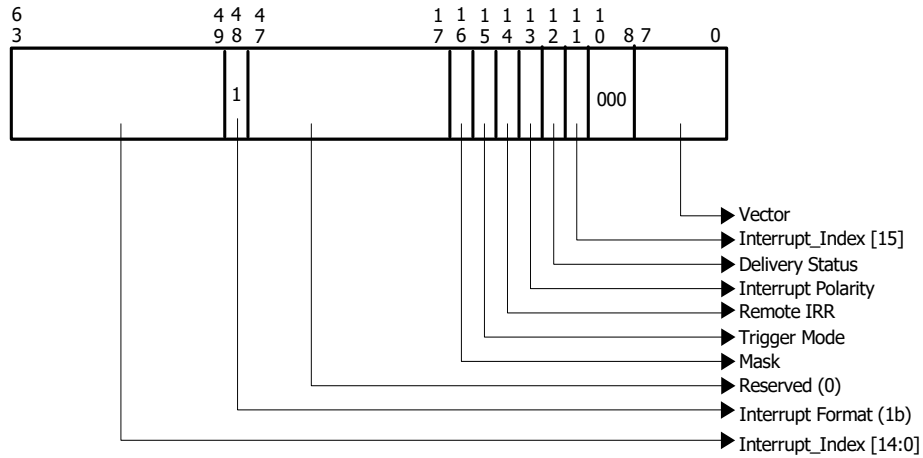 6 4 4 4 1 1 1 1 1 1 1 1
3 9 8 7 7 6 5 4 3 2 1 0 8 7 0
1
000
Vector
Interrupt_Index [15]
Delivery Status
Interrupt Polarity
Remote IRR
Trigger Mode
Mask
Reserved (0)
Interrupt Format (1b)
Interrupt_Index [14:0]